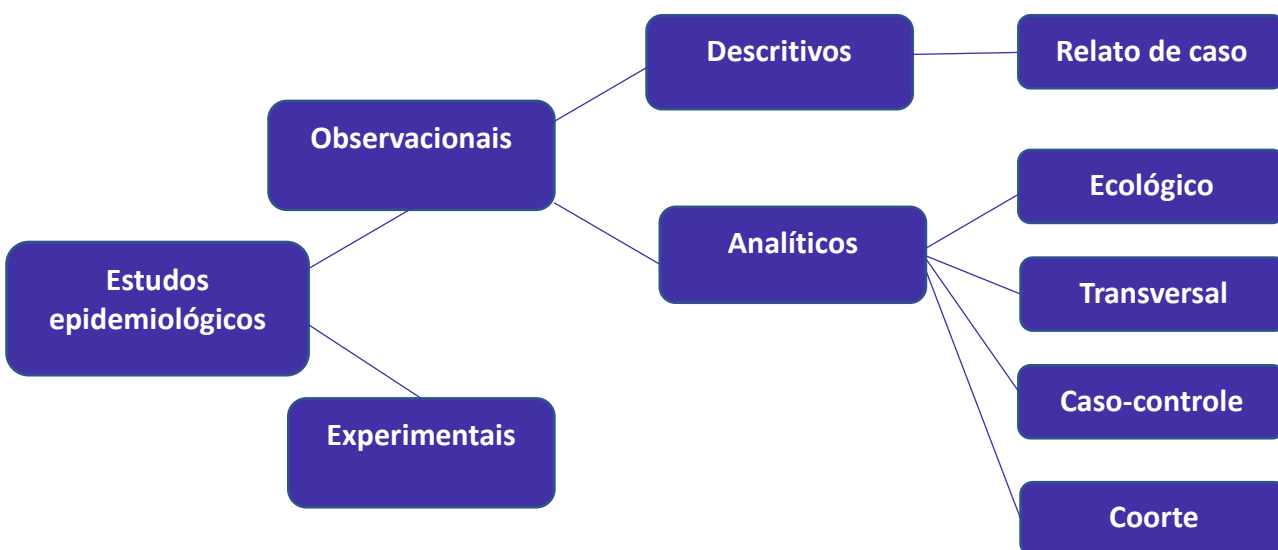 Descritivos
Relato de caso
Observacionais
Ecológico
Analíticos
Estudos
epidemiológicos
Transversal
Caso-controle
Experimentais
Coorte